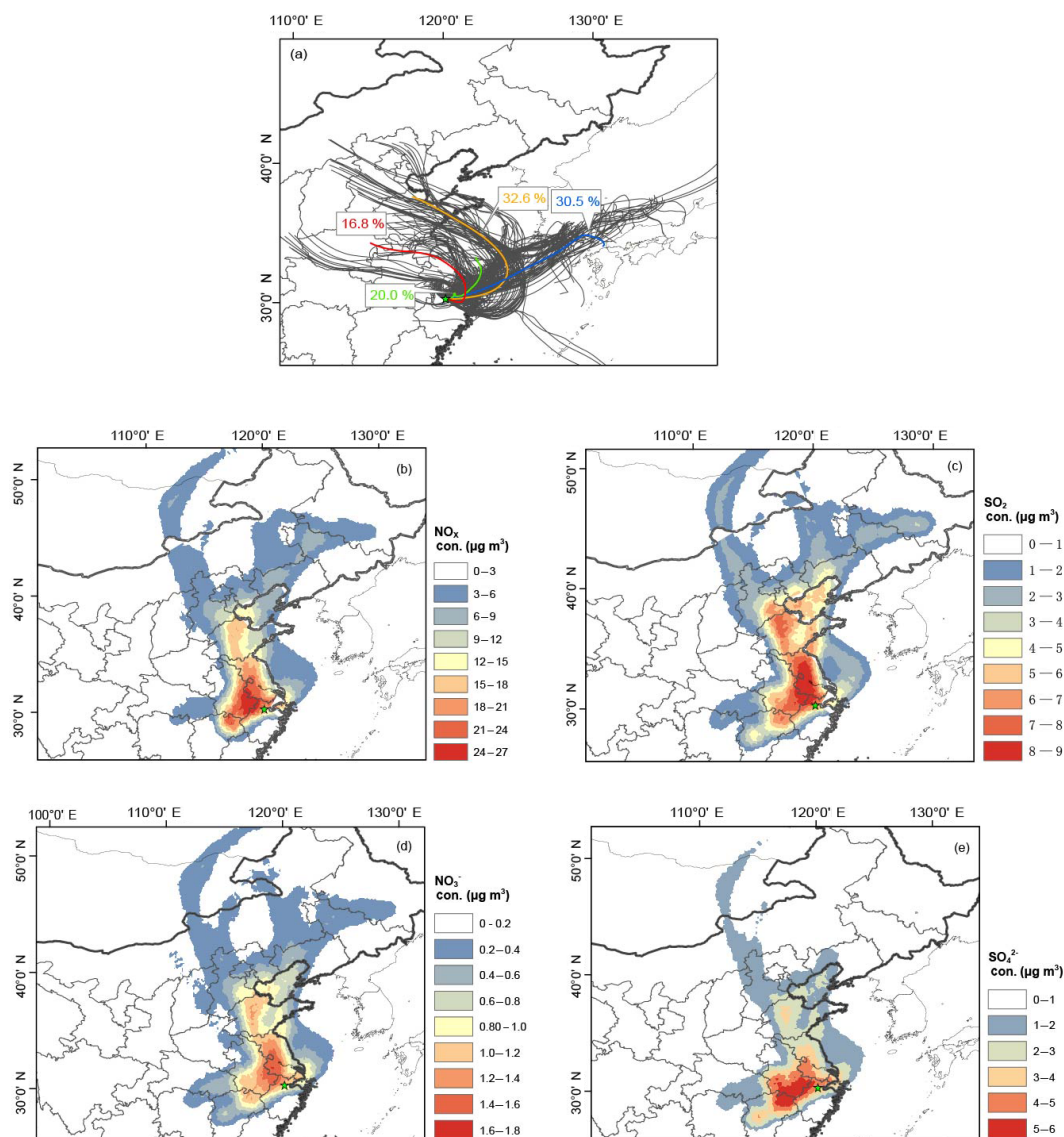 110°0' E 120°0' E 130°0' E
(a)
40°0' N
30°0' N
32.6 %
30.5 %
16.8 %
20.0 %
110°0' E 120°0' E 130°0' E
(b)
50°0' N
40°0' N
30°0' N
NOX
con. (µg m³)
0–3
3–6
6–9
9–12
12–15
15–18
18–21
21–24
24–27
110°0' E 120°0' E 130°0' E
(c)
50°0' N
40°0' N
30°0' N
SO2
con. (µg m³)
0 — 1
1 — 2
2 — 3
3 — 4
4 — 5
5 — 6
6 — 7
7 — 8
8 — 9
100°0' E 110°0' E 120°0' E 130°0' E
(d)
50°0' N
40°0' N
30°0' N
NO3-
con. (µg m³)
0 - 0.2
0.2–0.4
0.4–0.6
0.6–0.8
0.80–1.0
1.0–1.2
1.2–1.4
1.4–1.6
1.6–1.8
110°0' E 120°0' E 130°0' E
(e)
50°0' N
40°0' N
30°0' N
SO4²-
con. (µg m³)
0–1
1–2
2–3
3–4
4–5
5–6